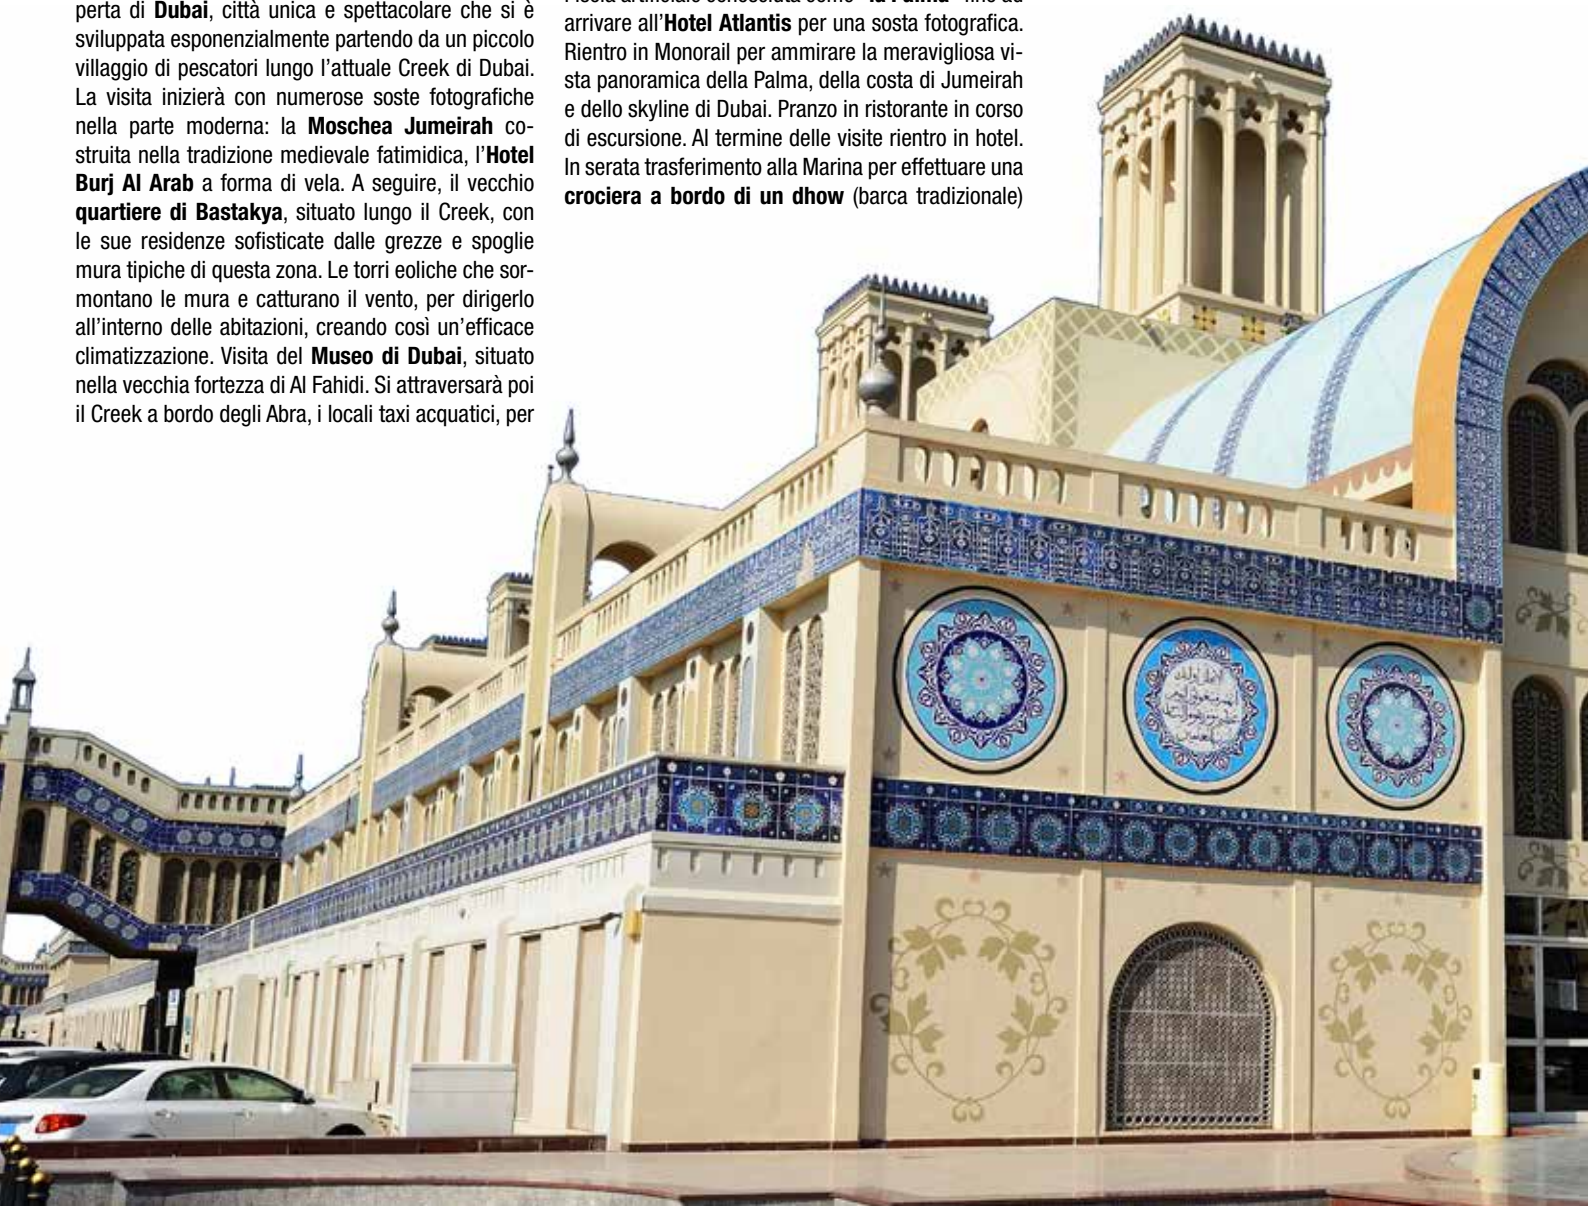 perta di Dubai, città unica e spettacolare che si è
sviluppata esponenzialmente partendo da un piccolo
villaggio di pescatori lungo l'attuale Creek di Dubai.
La visita inizierà con numerose soste fotografiche
nella parte moderna: la Moschea Jumeirah co-
struita nella tradizione medievale fatimidica, l'Hotel
Burj Al Arab a forma di vela. A seguire, il vecchio
quartiere di Bastakya, situato lungo il Creek, con
le sue residenze sofisticate dalle grezze e spoglie
mura tipiche di questa zona. Le torri eoliche che sor-
montano le mura e catturano il vento, per dirigerlo
all'interno delle abitazioni, creando così un'efficace
climatizzazione. Visita del Museo di Dubai, situato
nella vecchia fortezza di Al Fahidi. Si attraversarà poi
il Creek a bordo degli Abra, i locali taxi acquatici, per
arrivare all'Hotel Atlantis per una sosta fotografica.
Rientro in Monorail per ammirare la meravigliosa vi-
sta panoramica della Palma, della costa di Jumeirah
e dello skyline di Dubai. Pranzo in ristorante in corso
di escursione. Al termine delle visite rientro in hotel.
In serata trasferimento alla Marina per effettuare una
crociera a bordo di un dhow (barca tradizionale)